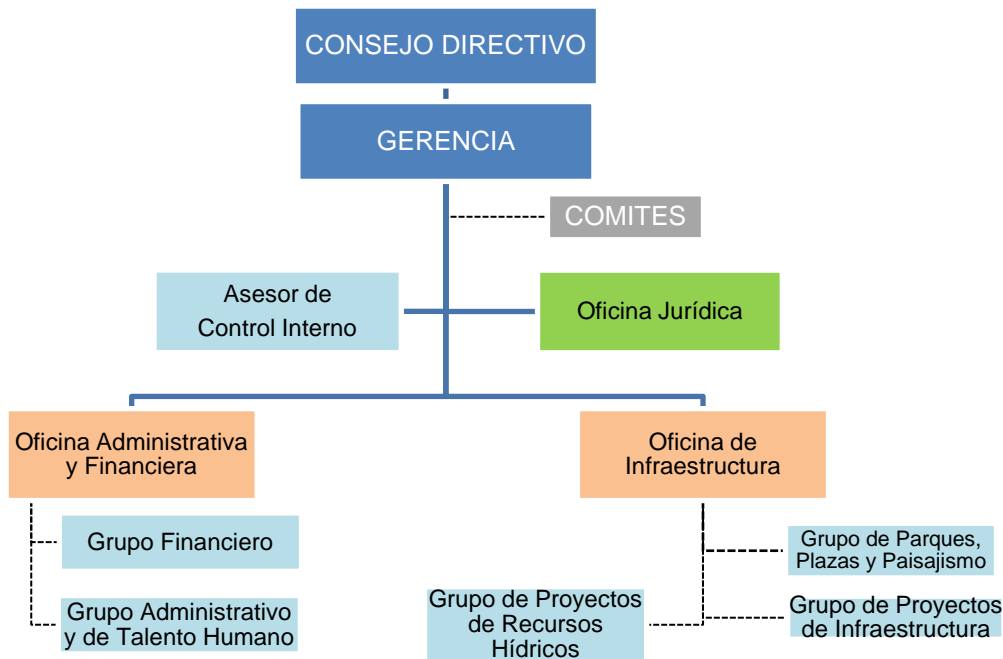 CONSEJO DIRECTIVO
GERENCIA
COMITES
Asesor de
Control Interno
Oficina Jurídica
Oficina Administrativa
y Financiera
Oficina de
Infraestructura
Grupo Financiero
Grupo de Parques,
Plazas y Paisajismo
Grupo Administrativo
y de Talento Humano
Grupo de Proyectos
de Recursos
Hídricos
Grupo de Proyectos
de Infraestructura